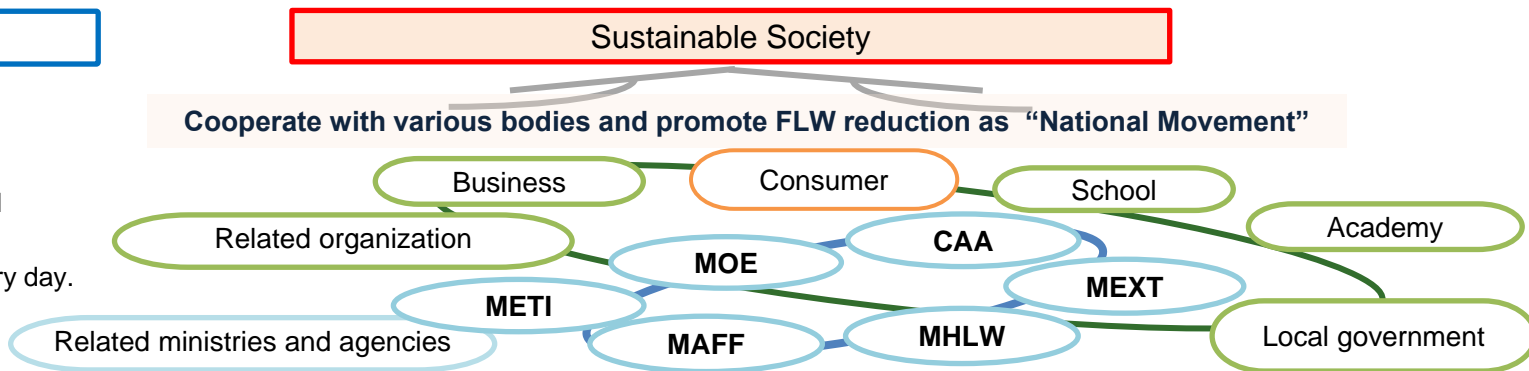 Sustainable Society
Cooperate with various bodies and promote FLW reduction as “National Movement”
Business
Consumer
School
Related organization
Academy
CAA
MOE
MEXT
ry day.
METI
MHLW
MAFF
Related ministries and agencies
Local government